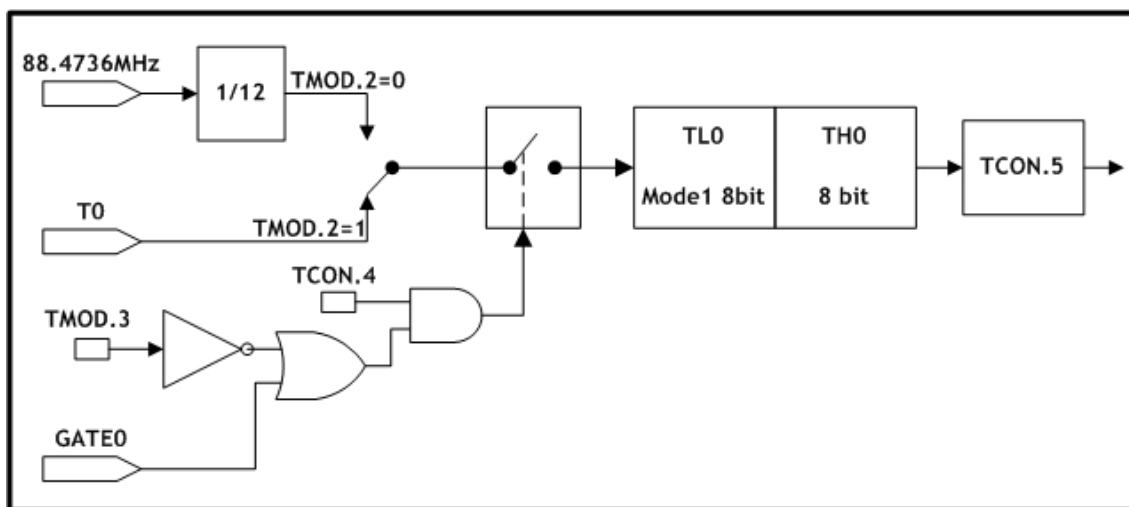 88.4736MHz
1/12
TMOD.2=0
TL0
TH0
Mode1 8bit
8 bit
TCON.5
T0
TMOD.2=1
TCON.4
TMOD.3
GATE0